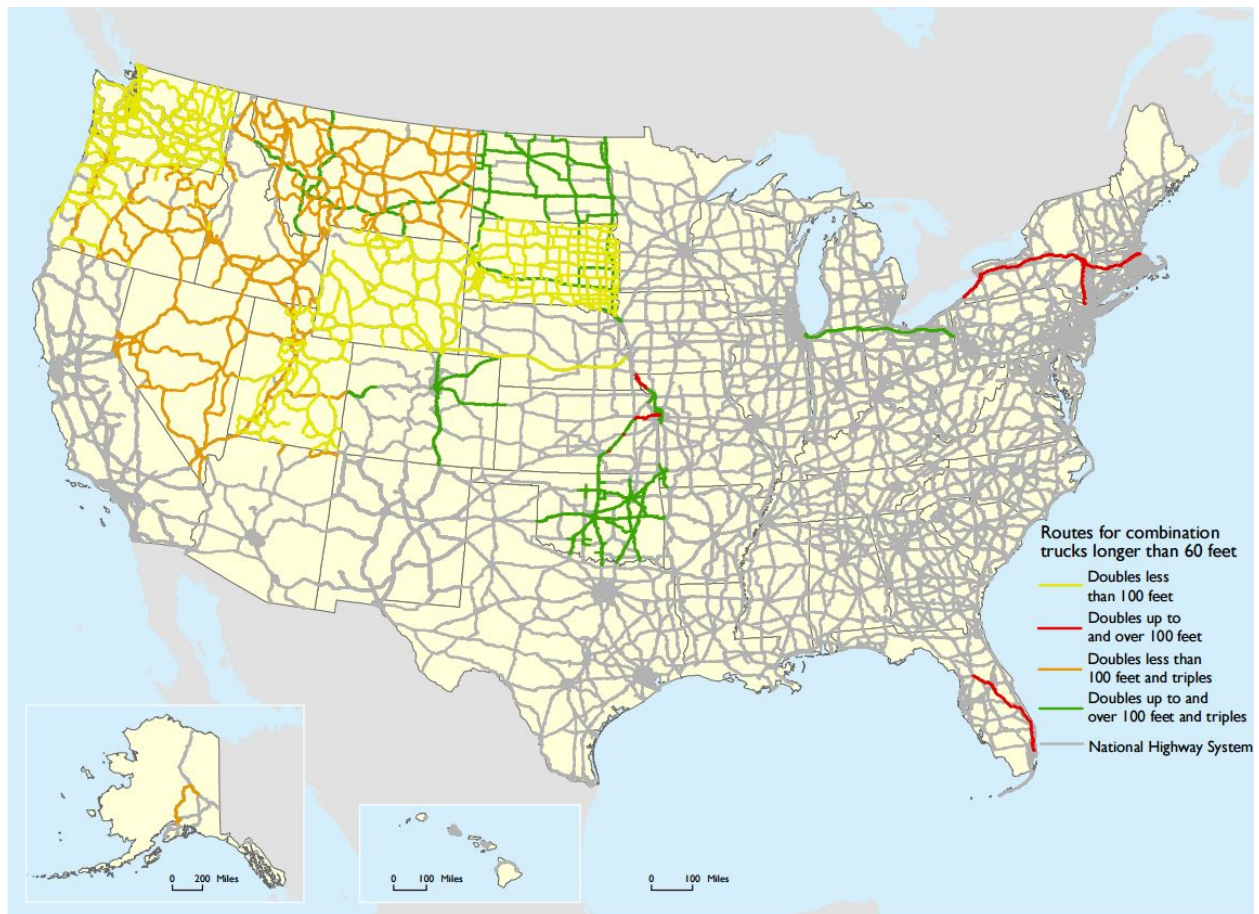 Routes for combination
trucks longer than 60 feet
Doubles less
than 100 feet
Doubles up to
and over 100 feet
Doubles less than
100 feet and triples
Doubles up to and
over 100 feet and triples
National Highway System
0 200 Miles
0 100 Miles
0 100 Miles